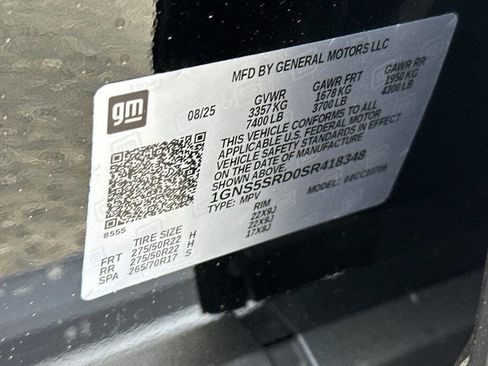 MFD BY GENERAL MOTORS LLC
gm
08/25
GVWR GAWR FRT GAWR RR
3357 KG 1678 KG 1950 KG
7400 LB 3700 LB 4300 LB
THIS VEHICLE CONFORMS TO ALL
APPLICABLE U.S. FEDERAL MOTOR
VEHICLE SAFETY STANDARDS IN
EFFECT ON THE DATE OF MANUFACTURE
SHOWN ABOVE
1GNS5SRD0SR418348
TYPE: MPV MODEL:
8555
TIRE SIZE RIM
FRT 275/50R22 H 22X9J
RR 275/50R22 H 22X9J
SPA 265/70R17 S 17X8J